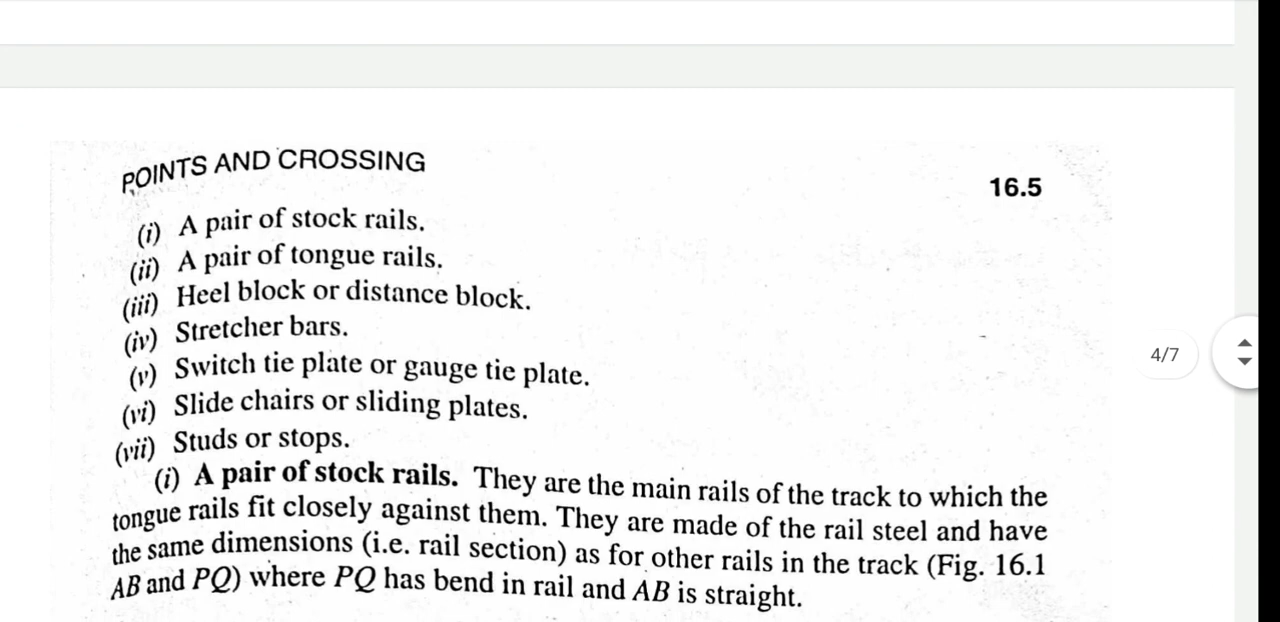 POINTS AND CROSSING
16.5
(i) A pair of stock rails.
(ii) A pair of tongue rails.
(iii) Heel block or distance block.
(iv) Stretcher bars.
(v) Switch tie plate or gauge tie plate.
(vi) Slide chairs or sliding plates.
(vii) Studs or stops.
(i) A pair of stock rails. They are the main rails of the track to which the
tongue rails fit closely against them. They are made of the rail steel and have
the same dimensions (i.e. rail section) as for other rails in the track (Fig. 16.1
AB and PQ) where PQ has bend in rail and AB is straight.
4/7